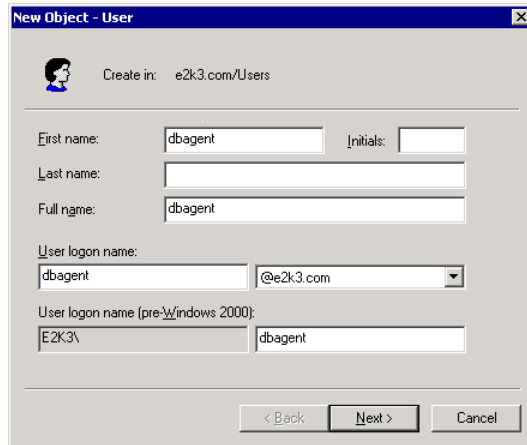 New Object - User
Create in: e2k3.com/Users
First name: dbagent Initials:
Last name:
Full name: dbagent
User logon name:
dbagent @e2k3.com
User logon name (pre-Windows 2000):
E2K3\ dbagent
< Back Next > Cancel